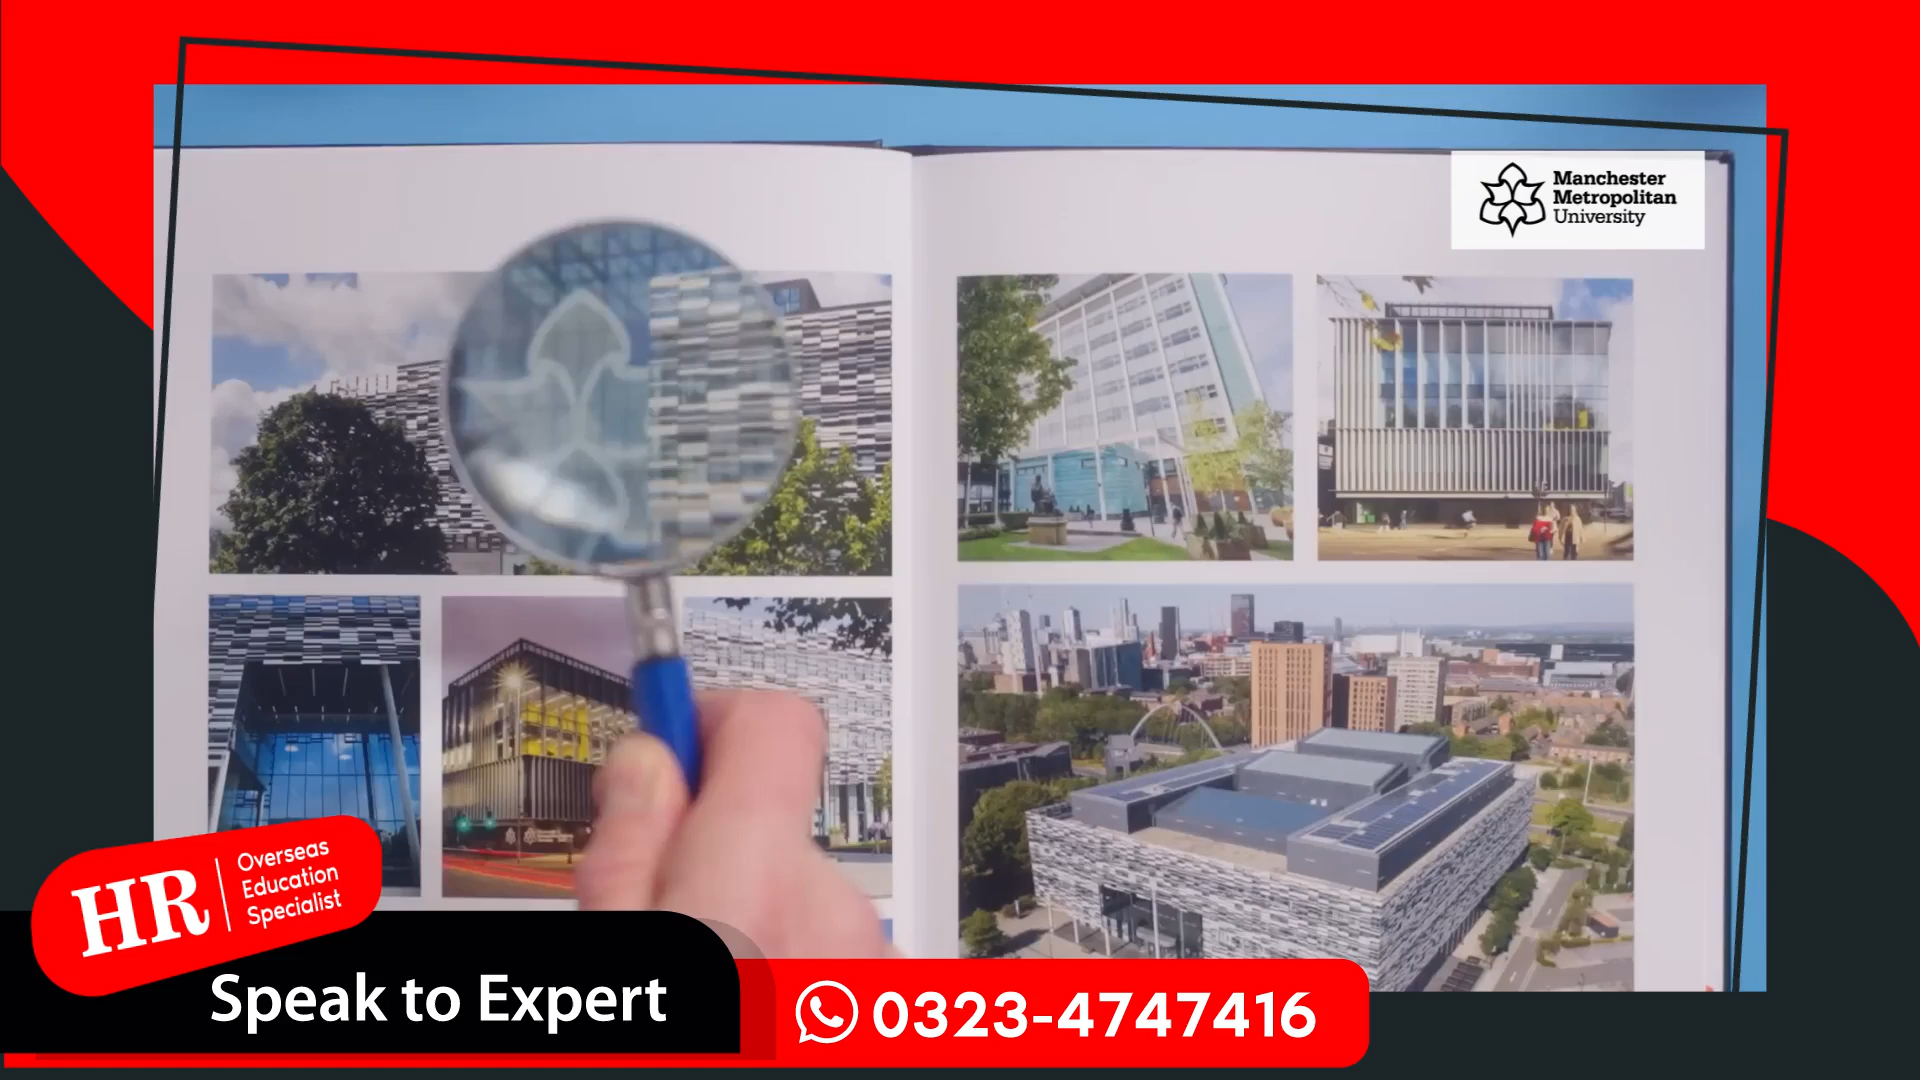 Manchester
Metropolitan
University
HR
Overseas
Education
Specialist
Speak to Expert
0323-4747416